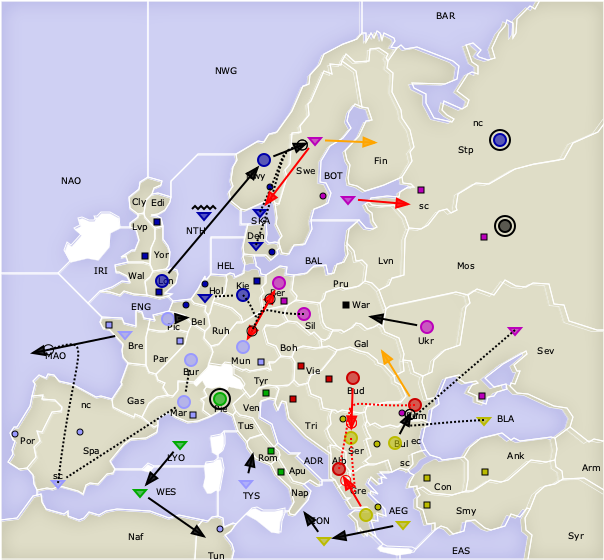 BAR
NWG
nc
Stp
Fin
NAO
Nwy
Swe
BOT
Cly
Edi
sc
Lvp
NTH
Ska
Den
Yor
IRI
HEL
BAL
Lvn
Mos
Wal
Lon
Pru
ENG
Hol
Kie
Ber
War
Pic
Bel
Ruh
Sil
Ukr
MAO
Bre
Par
Bur
Mun
Boh
Gal
Sev
Tyr
Vie
Bud
nc
Gas
Mar
Pie
Ven
Rum
BLA
Por
Spa
Tus
Tri
Ser
Bul
ec
sc
Ank
Arm
LYO
Rom
ADR
Alb
sc
Apu
Con
WES
TYS
Nap
Gre
Smy
ION
AEG
Naf
Tun
EAS
Syr